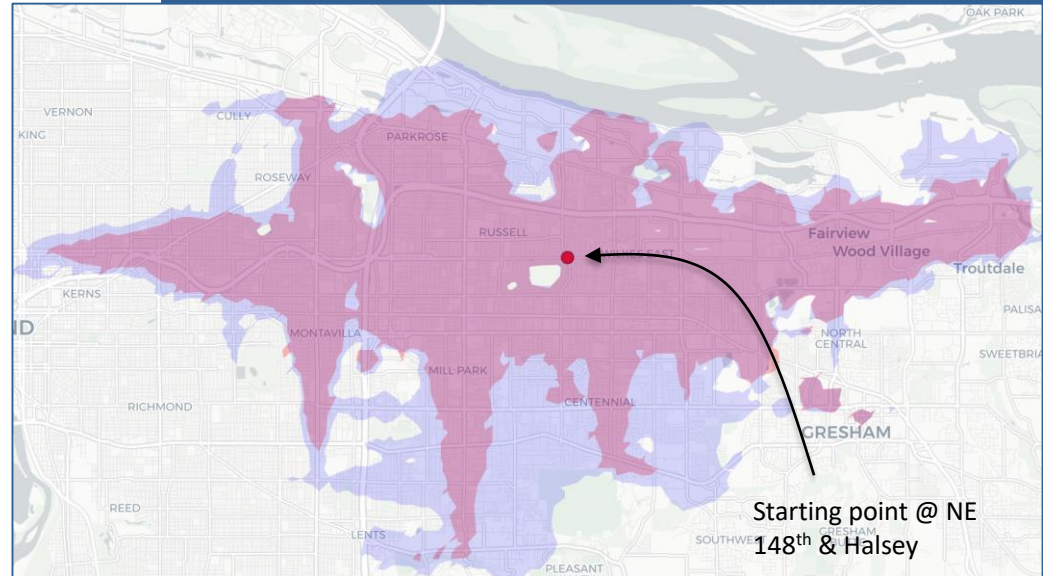 OAK PARK
VERNON
CULLY
KING
PARKROSE
ROSEWAY
RUSSELL
WILKES EAST
Fairview
Wood Village
Troutdale
KERNS
ND
MONTAVILLA
NORTH
CENTRAL
PALISA
SWEETBRIA
MILL PARK
RICHMOND
CENTENNIAL
GRESHAM
REED
LENTS
SOUTHWEST
PLEASANT
Starting point @ NE
148th & Halsey